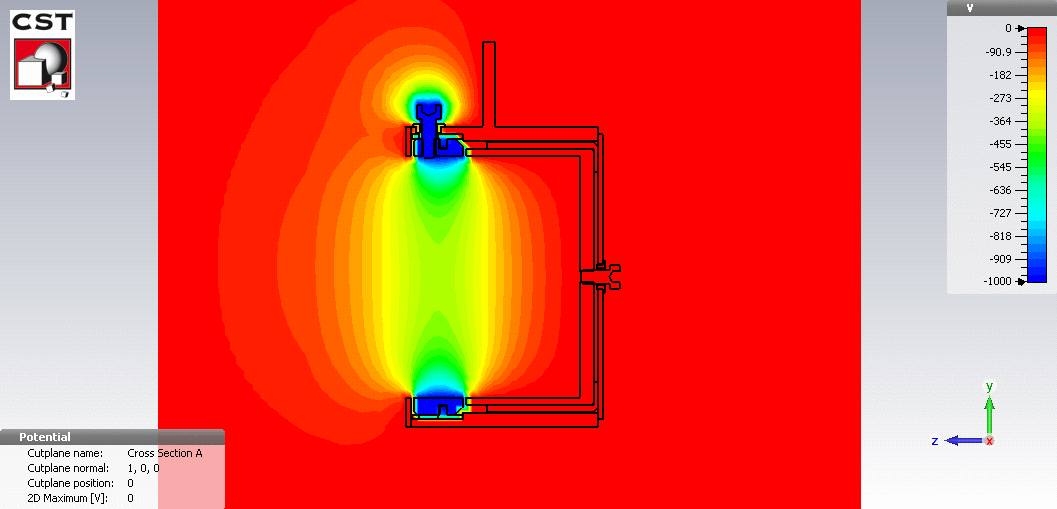 CST
V
0
-90.9
-182
-273
-364
-455
-545
-636
-727
-818
-909
-1000
y
z
x
Potential
Cutplane name: Cross Section A
Cutplane normal: 1, 0, 0
Cutplane position: 0
2D Maximum [V]: 0